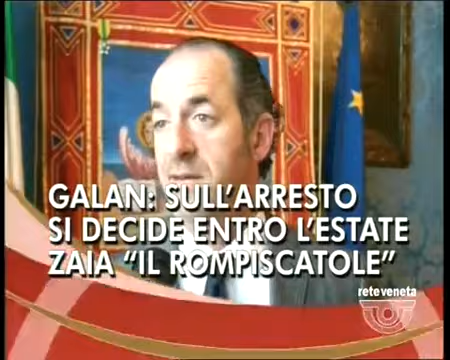 GALAN: SULL'ARRESTO
SI DECIDE ENTRO L'ESTATE
ZAIA "IL ROMPISCATOLE"
reteveneta